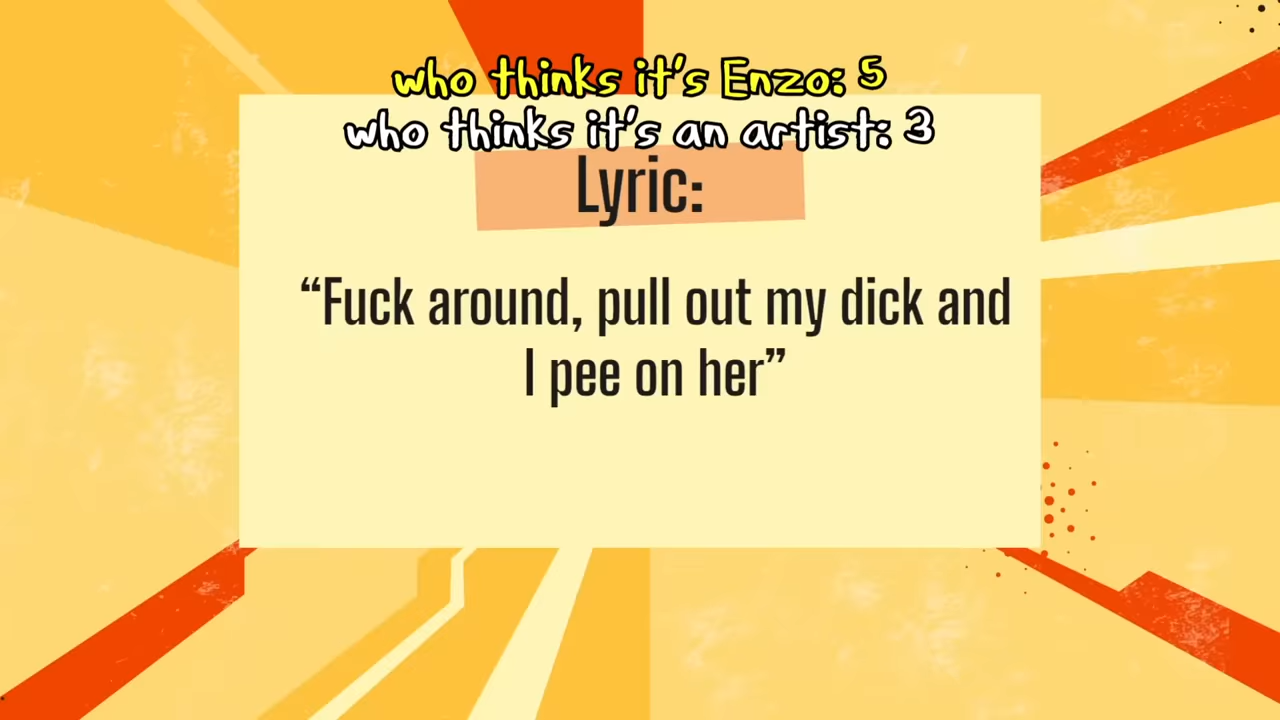 who thinks it's Enzo: 5
who thinks it's an artist: 3
Lyric:
“Fuck around, pull out my dick and
I pee on her”